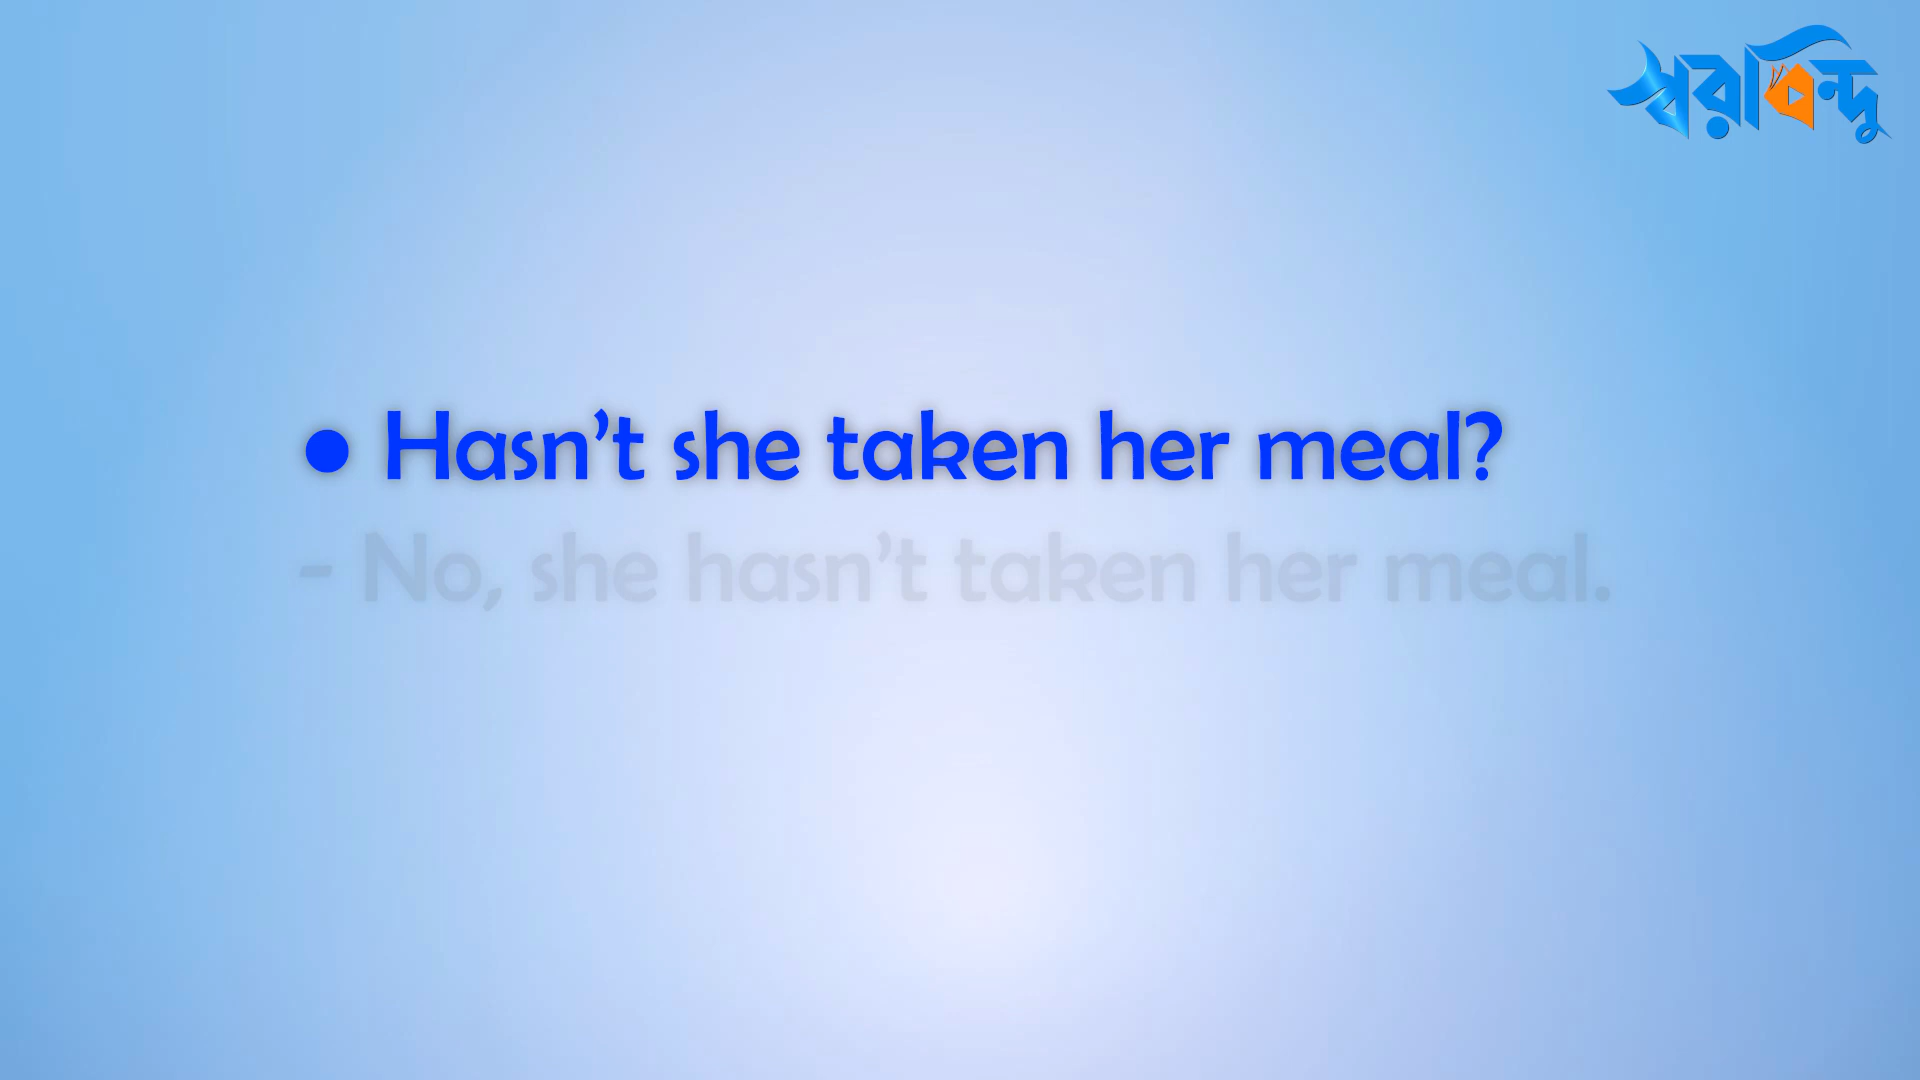 স্বরবিন্দু
● Hasn’t she taken her meal?
- No, she hasn’t taken her meal.